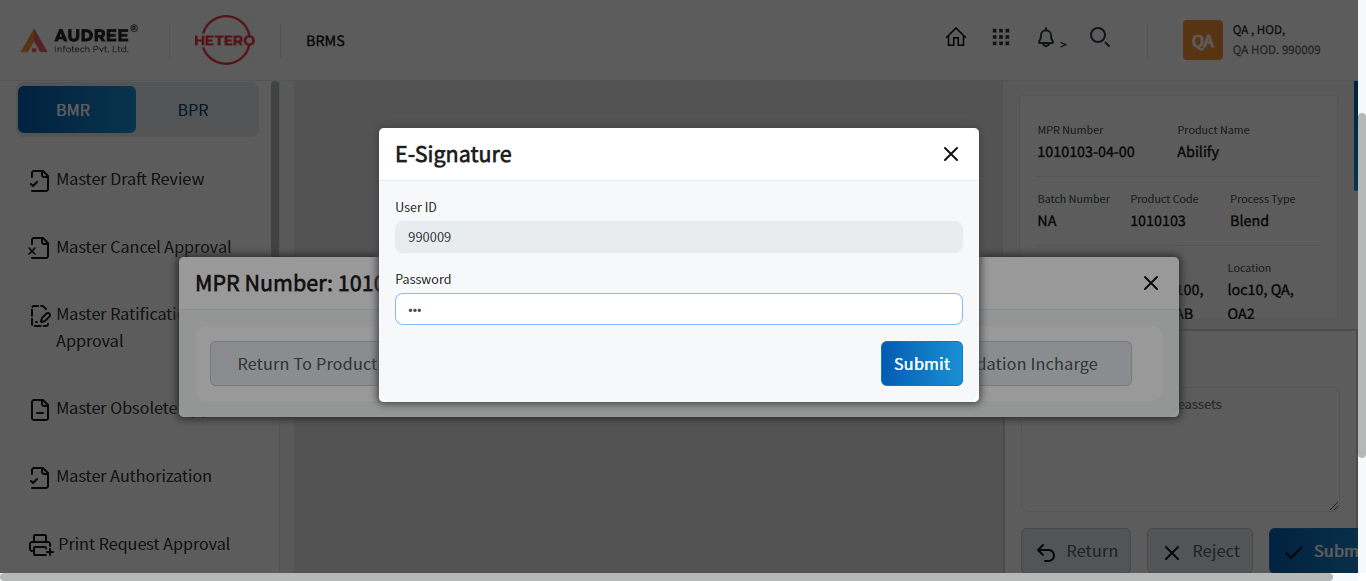 AUDREE®
Infotech Pvt. Ltd.
HETERO
BRMS
>
QA
QA , HOD,
QA HOD. 990009
BMR
BPR
Master Draft Review
Master Cancel Approval
Master Ratificati
Approval
Master Obsolete
Master Authorization
Print Request Approval
MPR Number: 1010
Return To Product
dation Incharge
E-Signature
User ID
990009
Password
•••
Submit
MPR Number
Product Name
1010103-04-00
Abilify
Batch Number
Product Code
Process Type
NA
1010103
Blend
Location
100,
loc10, QA,
AB
QA2
eassets
Return
Reject
Subm